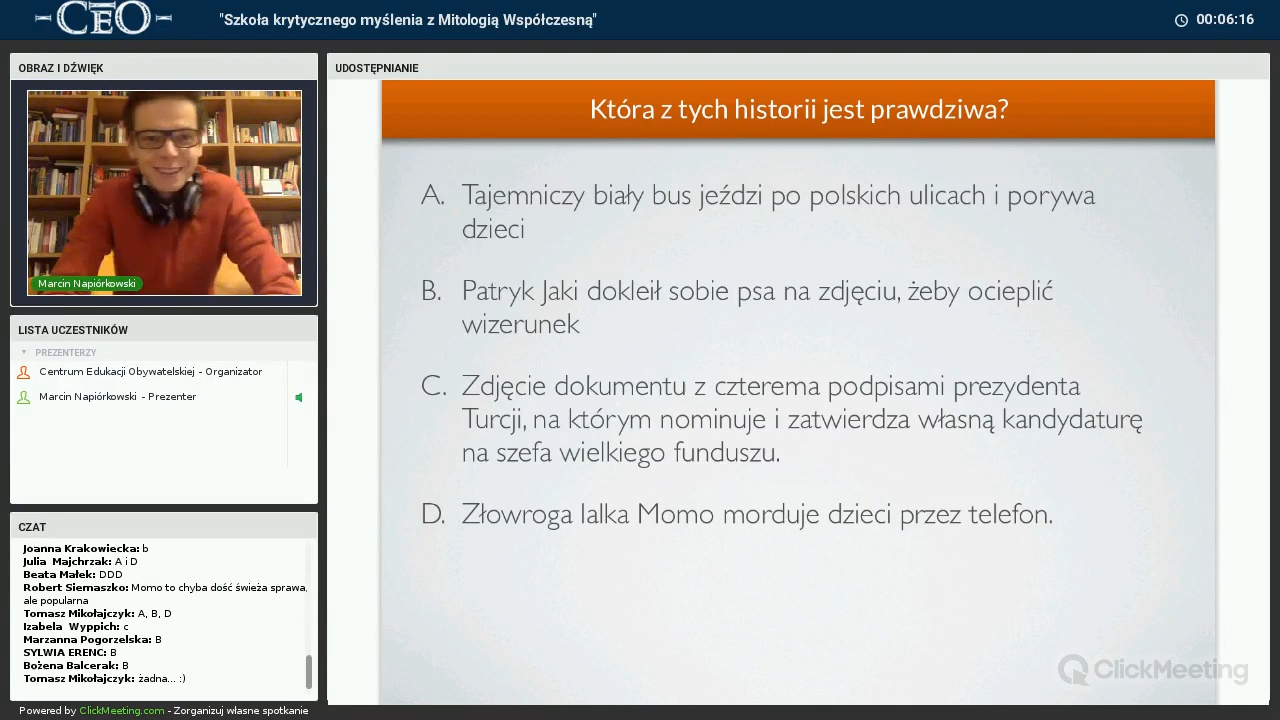 CEO
"Szkoła krytycznego myślenia z Mitologią Współczesną"
00:06:16
OBRAZ I DŹWIĘK
Marcin Napiórkowski
LISTA UCZESTNIKÓW
PREZENTERZY
Centrum Edukacji Obywatelskiej - Organizator
Marcin Napiórkowski - Prezenter
CZAT
Joanna Krakowiecka: b
Julia Majchrzak: A i D
Beata Małek: DDD
Robert Siemaszko: Momo to chyba dość świeża sprawa,
ale popularna
Tomasz Mikołajczyk: A, B, D
Izabela Wyppich: c
Marzanna Pogorzelska: B
SYLWIA ERENC: B
Bożena Balcerak: B
Tomasz Mikołajczyk: żadna... :)
Powered by ClickMeeting.com - Zorganizuj własne spotkanie
UDOSTĘPNIANIE
Która z tych historii jest prawdziwa?
A. Tajemniczy biały bus jeździ po polskich ulicach i porywa
dzieci
B. Patryk Jaki dokleił sobie psa na zdjęciu, żeby ocieplić
wizerunek
C. Zdjęcie dokumentu z czterema podpisami prezydenta
Turcji, na którym nominuje i zatwierdza własną kandydaturę
na szefa wielkiego funduszu.
D. Złowroga lalka Momo morduje dzieci przez telefon.
ClickMeeting